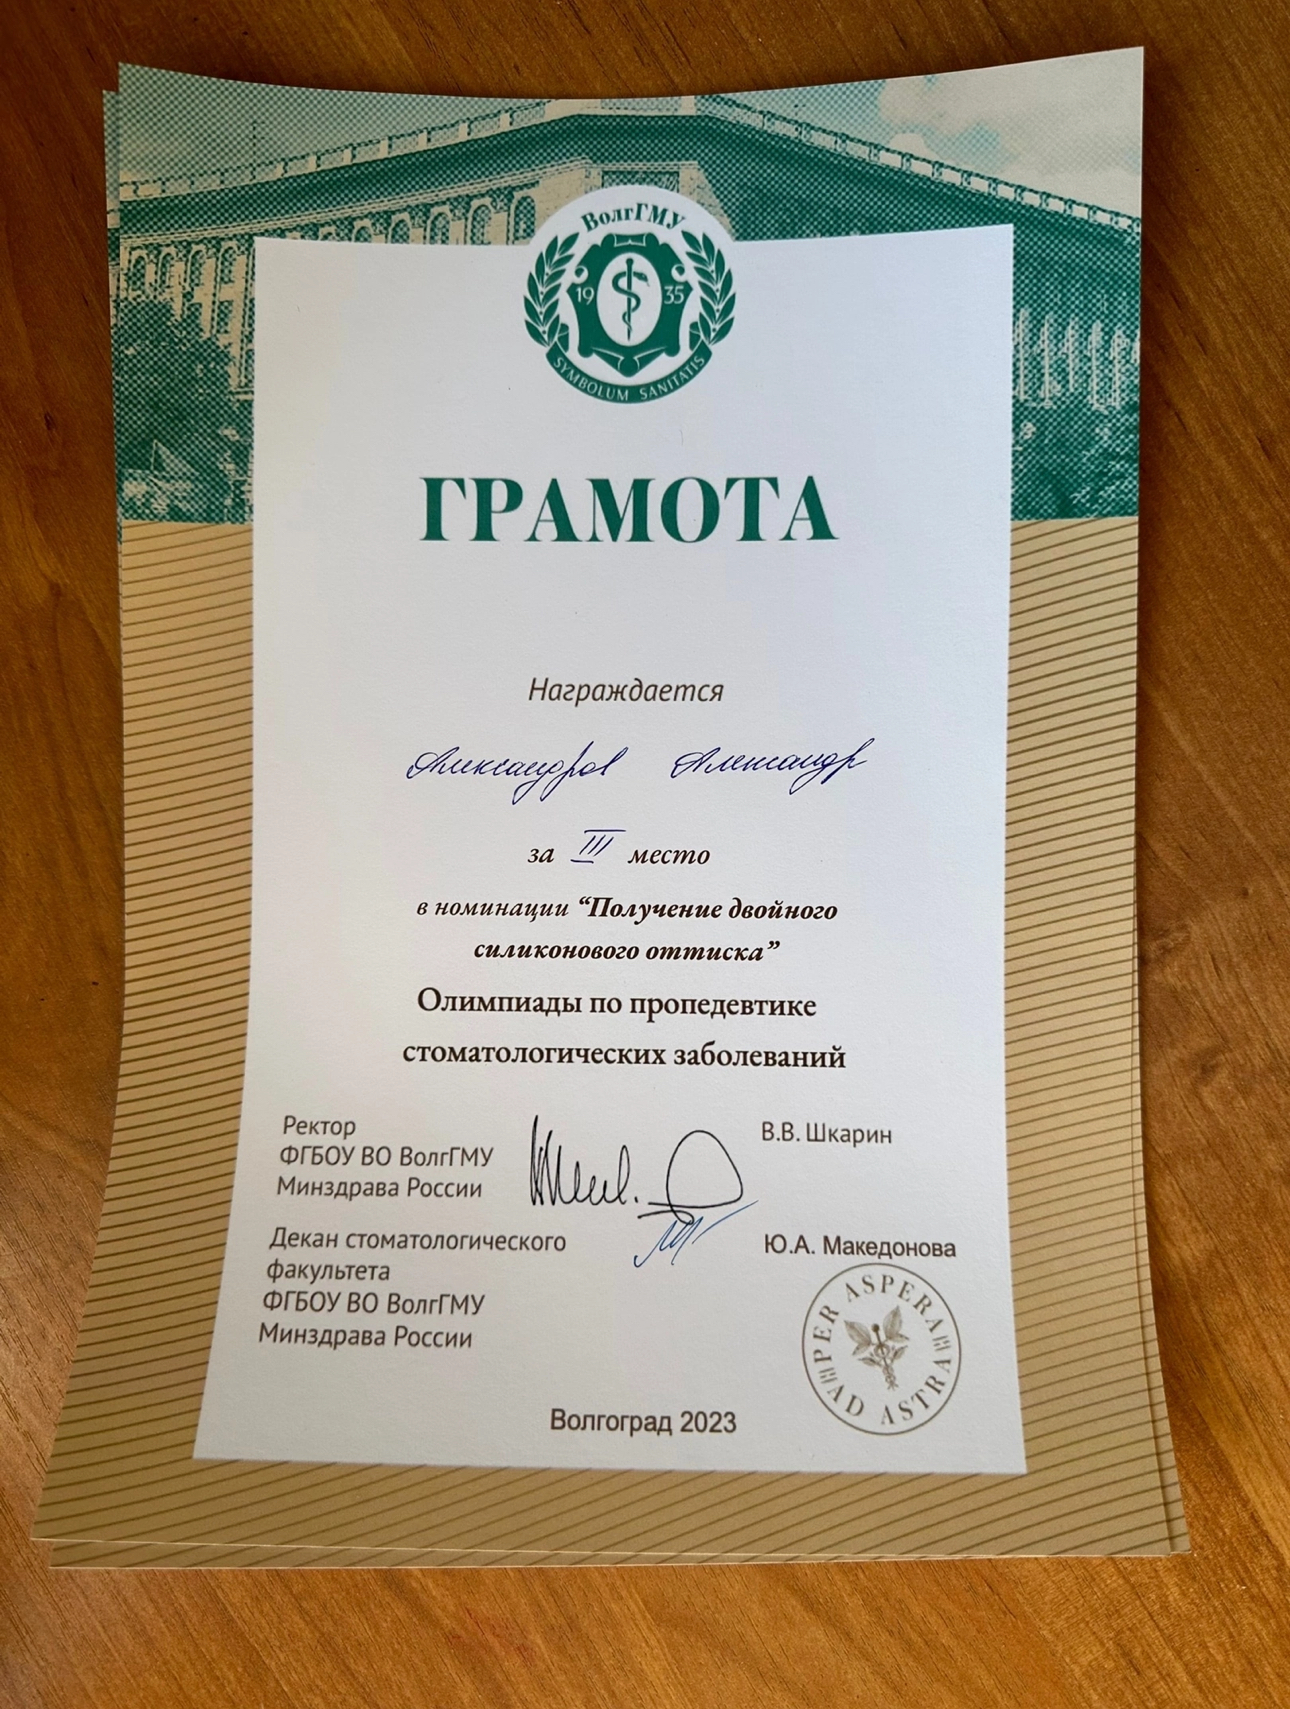 ВолгГМУ
19 35
SYMBOLUM SANITATIS
ГРАМОТА
Награждается
Александров Александр
за III место
в номинации “Получение двойного
силиконового оттиска”
Олимпиады по пропедевтике
стоматологических заболеваний
Ректор
ФГБОУ ВО ВолгГМУ
Минздрава России
В.В. Шкарин
Декан стоматологического
факультета
ФГБОУ ВО ВолгГМУ
Минздрава России
Ю.А. Македонова
PER ASPERA AD ASTRA
Волгоград 2023